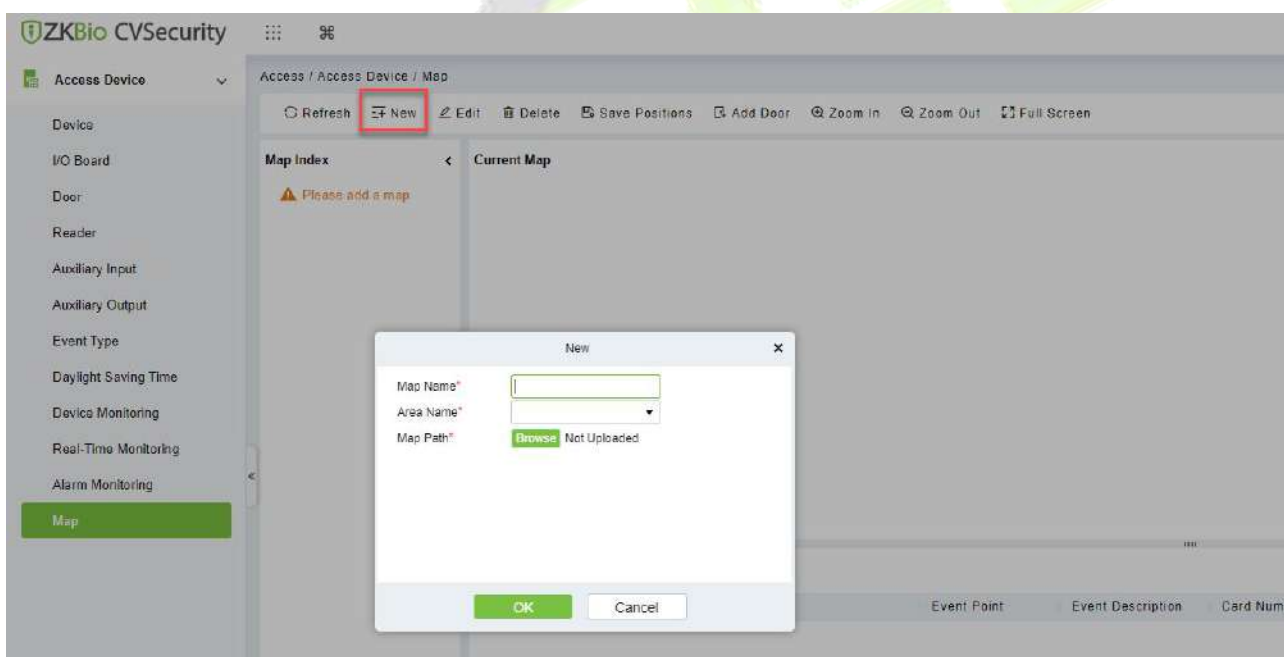 ZKBio CVSecurity
Access Device
Device
I/O Board
Door
Reader
Auxiliary Input
Auxiliary Output
Event Type
Daylight Saving Time
Device Monitoring
Real-Time Monitoring
Alarm Monitoring
Map
Access / Access Device / Map
Refresh New Edit Delete Save Positions Add Door Zoom In Zoom Out Full Screen
Map Index
Current Map
Please add a map
New
Map Name*
Area Name*
Map Path* Browse Not Uploaded
OK Cancel
Event Point Event Description Card Num